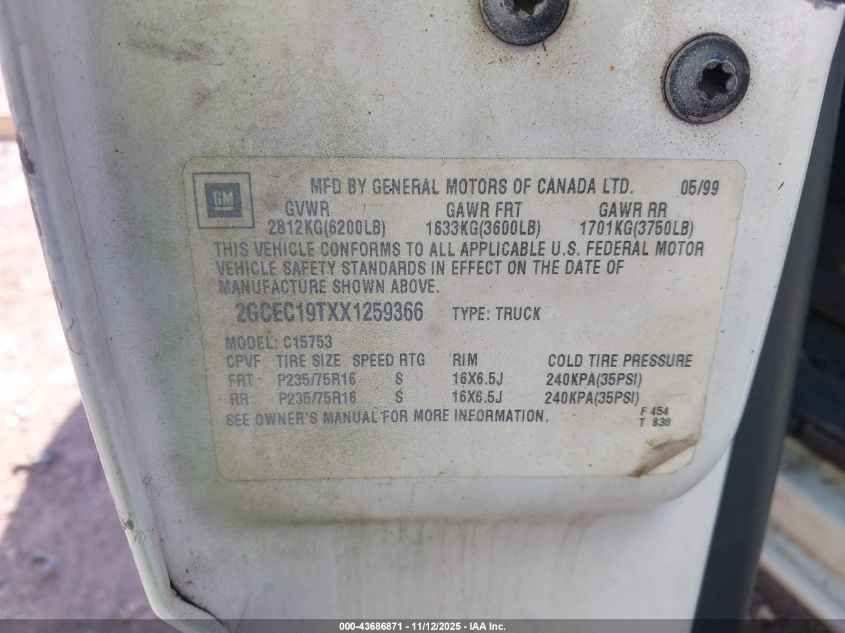 GM
MFD BY GENERAL MOTORS OF CANADA LTD. 05/99
GVWR GAWR FRT GAWR RR
2812KG(6200LB) 1633KG(3600LB) 1701KG(3750LB)
THIS VEHICLE CONFORMS TO ALL APPLICABLE U.S. FEDERAL MOTOR
VEHICLE SAFETY STANDARDS IN EFFECT ON THE DATE OF
MANUFACTURE SHOWN ABOVE.
2GCEC19TXX1259366 TYPE: TRUCK
MODEL: C15753
CPVF TIRE SIZE SPEED RTG RIM COLD TIRE PRESSURE
FRT P235/75R16 S 16X6.5J 240KPA(35PSI)
RR P235/75R16 S 16X6.5J 240KPA(35PSI)
SEE OWNER'S MANUAL FOR MORE INFORMATION.
F 454
T 830
000-43686871 - 11/12/2025 - IAA Inc.